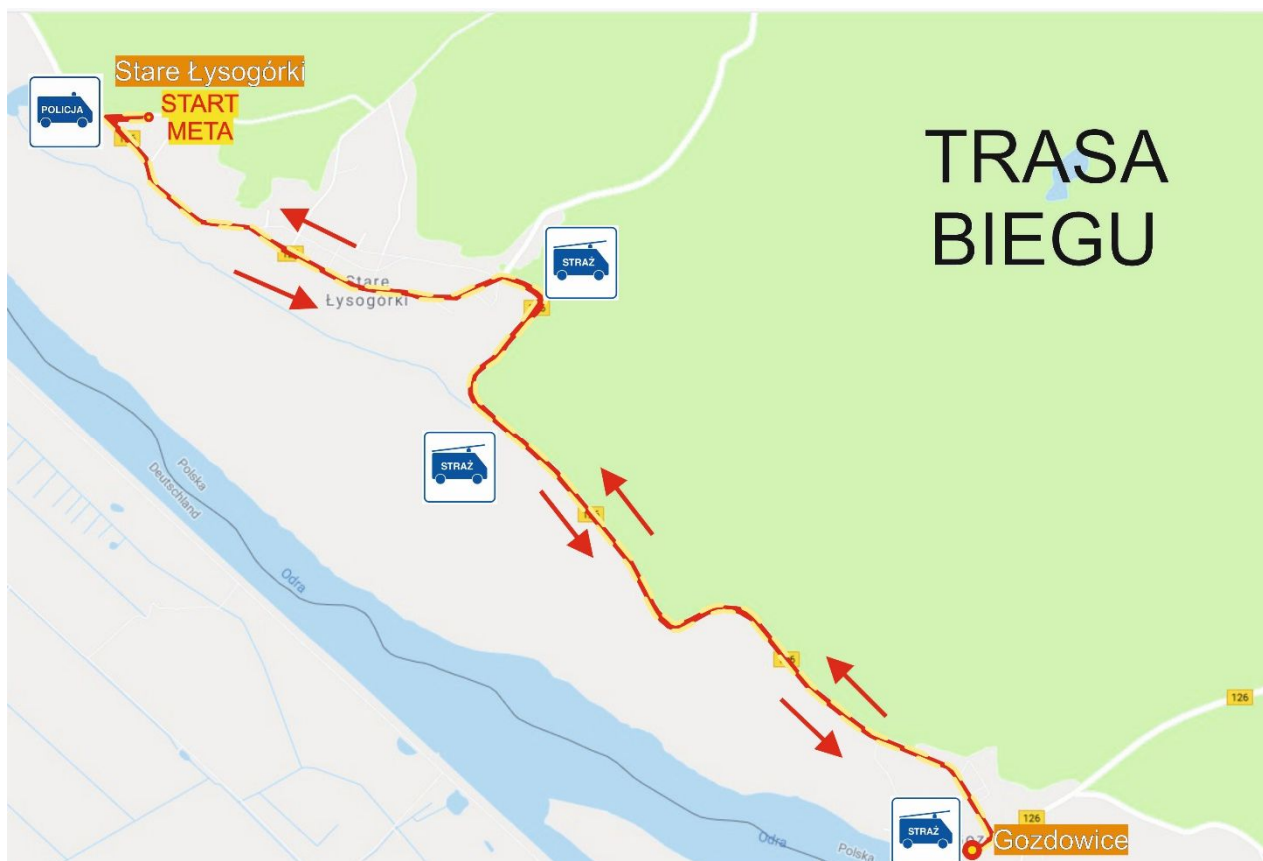 Stare Łysogórki
START
META
POLICJA
TRASA
BIEGU
STRAŻ
Stare
Łysogórki
STRAŻ
Polska
Deutschland
Odra
126
126
STRAŻ
Gozdowice
Odra
Polska